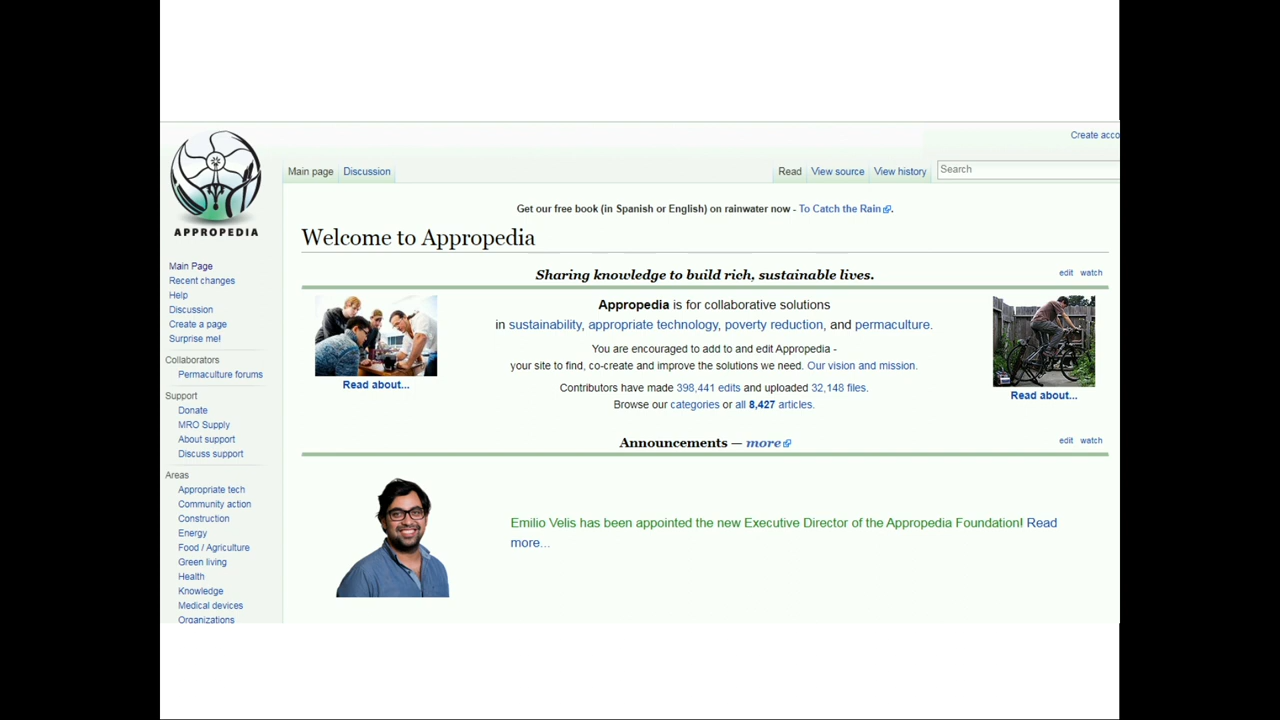 Create acco
Main page
Discussion
Read
View source
View history
Search
APPROPEDIA
Get our free book (in Spanish or English) on rainwater now - To Catch the Rain.
Welcome to Appropedia
Main Page
Recent changes
Help
Discussion
Create a page
Surprise me!
Collaborators
Permaculture forums
Support
Donate
MRO Supply
About support
Discuss support
Areas
Appropriate tech
Community action
Construction
Energy
Food / Agriculture
Green living
Health
Knowledge
Medical devices
Organizations
Sharing knowledge to build rich, sustainable lives.
edit watch
Read about...
Appropedia is for collaborative solutions
in sustainability, appropriate technology, poverty reduction, and permaculture.
You are encouraged to add to and edit Appropedia -
your site to find, co-create and improve the solutions we need. Our vision and mission.
Contributors have made 398,441 edits and uploaded 32,148 files.
Browse our categories or all 8,427 articles.
Read about...
Announcements — more
edit watch
Emilio Velis has been appointed the new Executive Director of the Appropedia Foundation! Read
more...